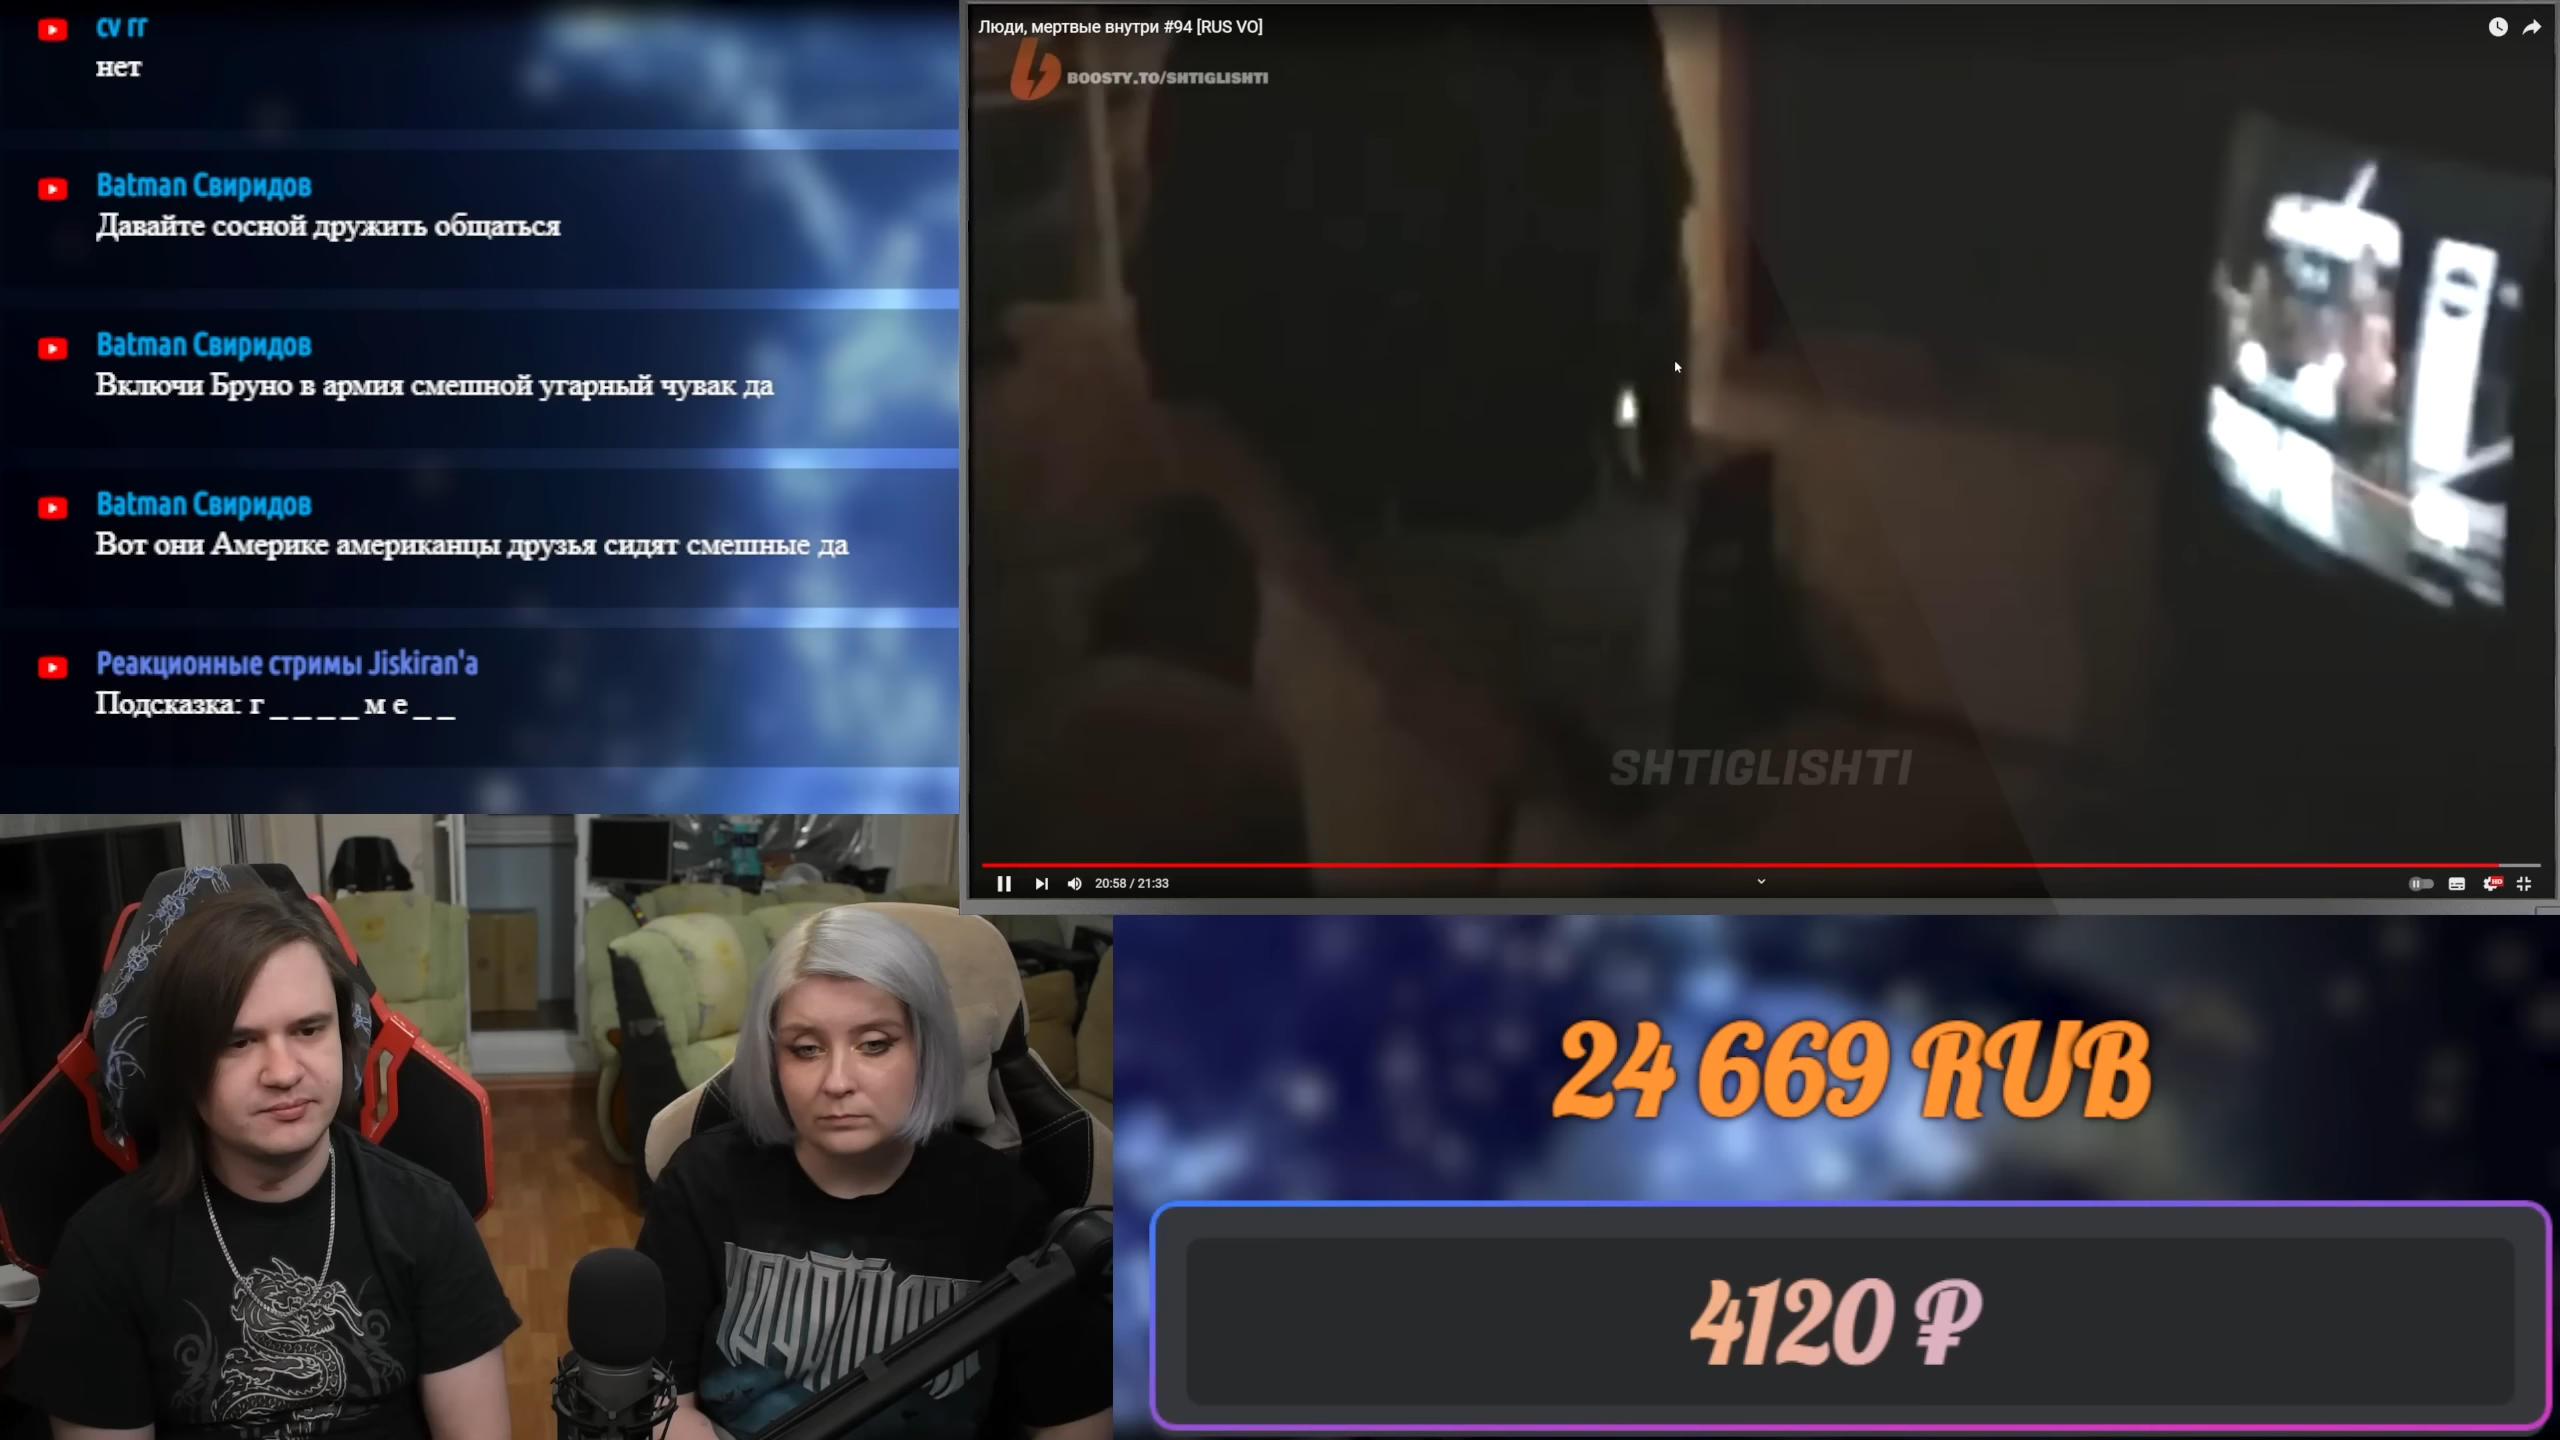 cv rr
нет
Batman Свиридов
Давайте сосной дружить общаться
Batman Свиридов
Включи Бруно в армия смешной угарный чувак да
Batman Свиридов
Вот они Америке американцы друзья сидят смешные да
Реакционные стримы Jiskiran'а
Подсказка: г _ _ _ _ м е _ _
Люди, мертвые внутри #94 [RUS VO]
BOOSTY.TO/SHTIGLISHTI
SHTIGLISHTI
20:58 / 21:33
HD
24 669 RUB
4120 ₽